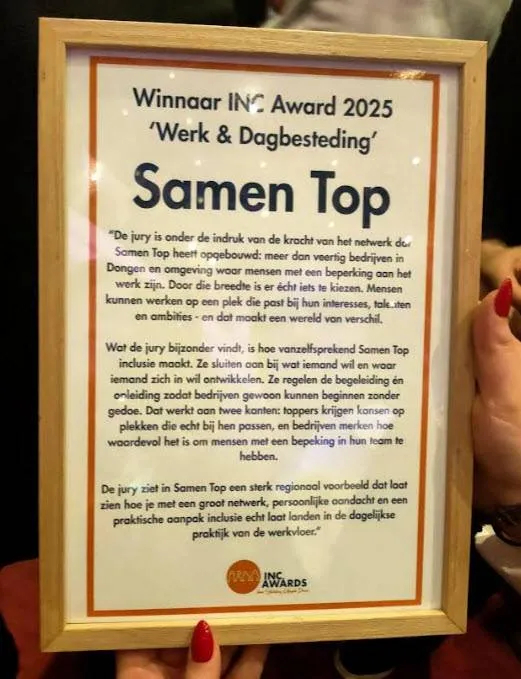 Winnaar INC Award 2025
'Werk & Dagbesteding'
Samen Top
"De jury is onder de indruk van de kracht van het netwerk dat
Samen Top heeft opgebouwd: meer dan veertig bedrijven in
Dongen en omgeving waar mensen met een beperking aan het
werk zijn. Door die breedte is er écht iets te kiezen. Mensen
kunnen werken op een plek die past bij hun interesses, talenten
en ambities - en dat maakt een wereld van verschil.
Wat de jury bijzonder vindt, is hoe vanzelfsprekend Samen Top
inclusie maakt. Ze sluiten aan bij wat iemand wil en waar
iemand zich in wil ontwikkelen. Ze regelen de begeleiding én
opleiding zodat bedrijven gewoon kunnen beginnen zonder
gedoe. Dat werkt aan twee kanten: toppers krijgen kansen op
plekken die echt bij hen passen, en bedrijven merken hoe
waardevol het is om mensen met een bepeking in hun team te
hebben.
De jury ziet in Samen Top een sterk regionaal voorbeeld dat laat
zien hoe je met een groot netwerk, persoonlijke aandacht en een
praktische aanpak inclusie echt laat landen in de dagelijkse
praktijk van de werkvloer."
INC
AWARDS